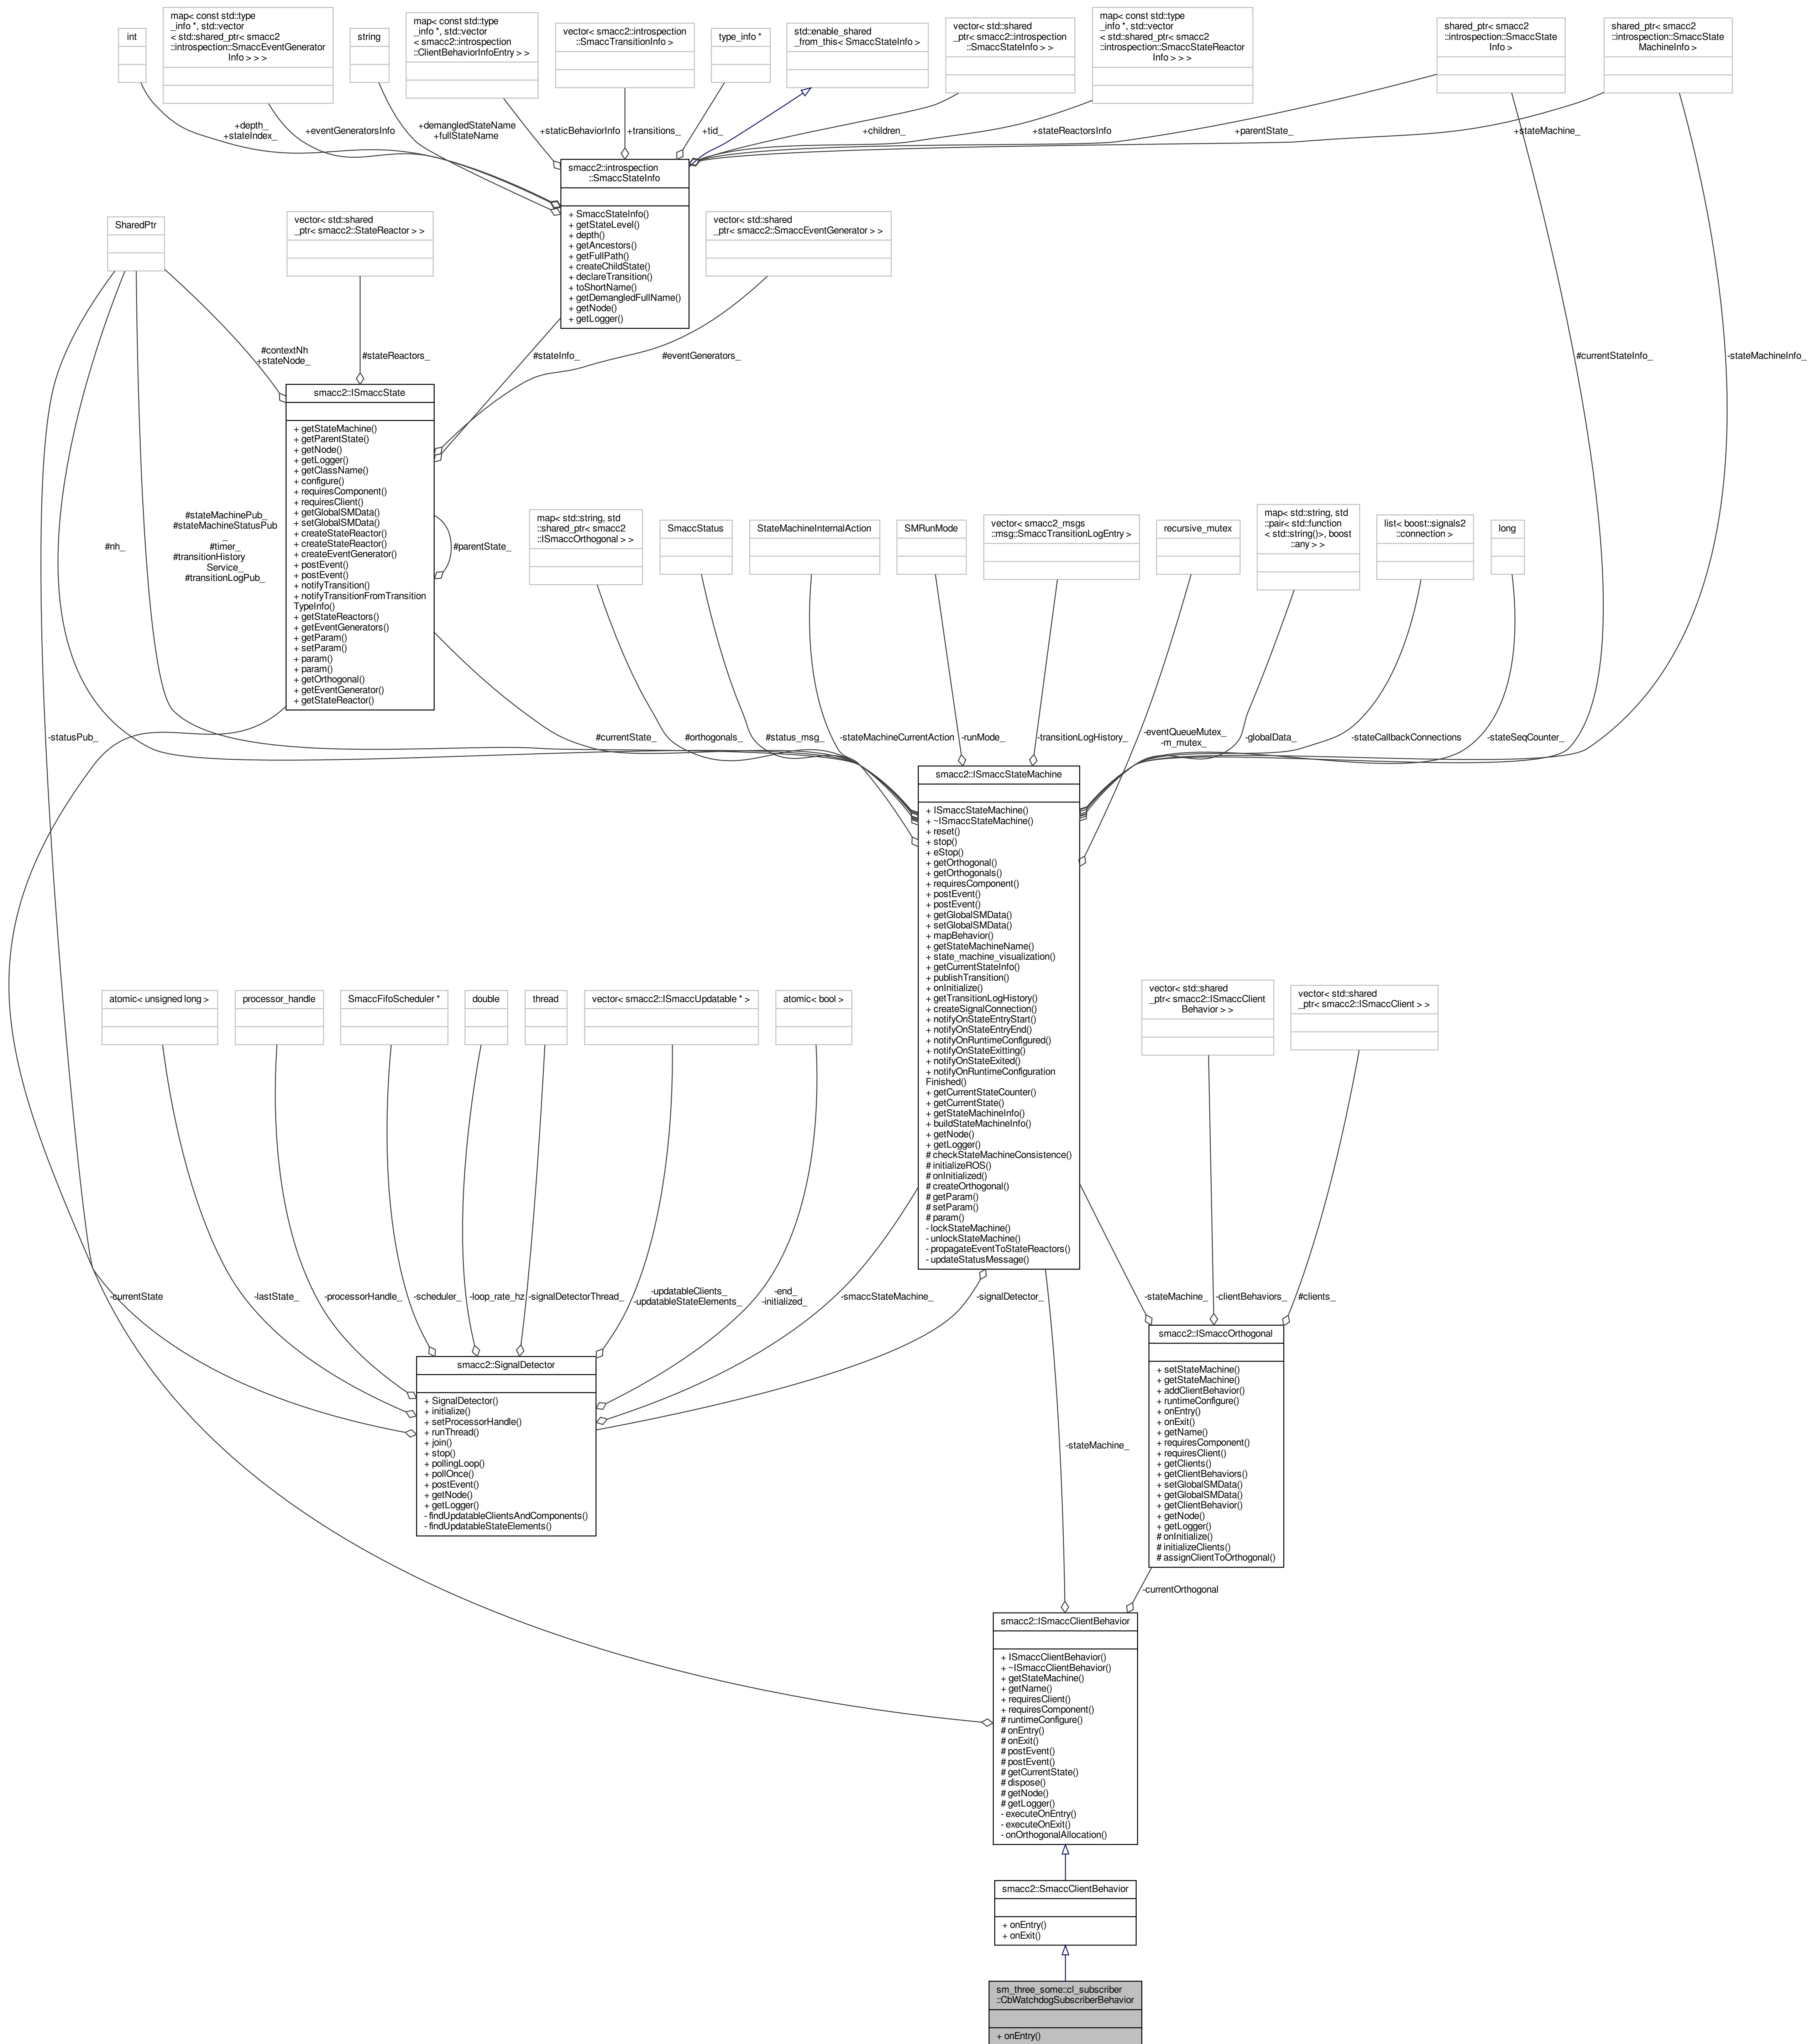 int
map< const std::type
_info *, std::vector
< std::shared_ptr< smacc2
::introspection::SmaccEventGenerator
Info > > >
string
map< const std::type
_info *, std::vector
< smacc2::introspection
::ClientBehaviorInfoEntry > >
vector< smacc2::introspection
::SmaccTransitionInfo >
type_info *
std::enable_shared
_from_this< SmaccStateInfo >
vector< std::shared
_ptr< smacc2::introspection
::SmaccStateInfo > >
map< const std::type
_info *, std::vector
< std::shared_ptr< smacc2
::introspection::SmaccStateReactor
Info > > >
shared_ptr< smacc2
::introspection::SmaccState
Info >
shared_ptr< smacc2
::introspection::SmaccState
MachineInfo >
+depth_
+stateIndex_
+eventGeneratorsInfo
+demangledStateName
+fullStateName
+staticBehaviorInfo
+transitions_
+tid_
+children_
+stateReactorsInfo
+parentState_
+stateMachine_
smacc2::introspection
::SmaccStateInfo
+ SmaccStateInfo()
+ getStateLevel()
+ depth()
+ getAncestors()
+ getFullPath()
+ createChildState()
+ declareTransition()
+ toShortName()
+ getDemangledFullName()
+ getNode()
+ getLogger()
SharedPtr
vector< std::shared
_ptr< smacc2::StateReactor > >
vector< std::shared
_ptr< smacc2::SmaccEventGenerator > >
#contextNh
+stateNode_
#stateReactors_
#stateInfo_
#eventGenerators_
#currentStateInfo_
-stateMachineInfo_
smacc2::ISmaccState
+ getStateMachine()
+ getParentState()
+ getNode()
+ getLogger()
+ getClassName()
+ configure()
+ requiresComponent()
+ requiresClient()
+ getGlobalSMData()
+ setGlobalSMData()
+ createStateReactor()
+ createStateReactor()
+ createEventGenerator()
+ postEvent()
+ postEvent()
+ notifyTransition()
+ notifyTransitionFromTransition
TypeInfo()
+ getStateReactors()
+ getEventGenerators()
+ getParam()
+ setParam()
+ param()
+ param()
+ getOrthogonal()
+ getEventGenerator()
+ getStateReactor()
#parentState_
#nh_
#stateMachinePub_
#stateMachineStatusPub
_
#timer_
#transitionHistory
Service_
#transitionLogPub_
map< std::string, std
::shared_ptr< smacc2
::ISmaccOrthogonal > >
SmaccStatus
StateMachineInternalAction
SMRunMode
vector< smacc2_msgs
::msg::SmaccTransitionLogEntry >
recursive_mutex
map< std::string, std
::pair< std::function
< std::string()>, boost
::any > >
list< boost::signals2
::connection >
long
-statusPub_
#currentState_
#orthogonals_
#status_msg_
-stateMachineCurrentAction
-runMode_
-transitionLogHistory_
-eventQueueMutex_
-m_mutex_
-globalData_
-stateCallbackConnections
-stateSeqCounter_
smacc2::ISmaccStateMachine
+ ISmaccStateMachine()
+ ~ISmaccStateMachine()
+ reset()
+ stop()
+ eStop()
+ getOrthogonal()
+ getOrthogonals()
+ requiresComponent()
+ postEvent()
+ postEvent()
+ getGlobalSMData()
+ setGlobalSMData()
+ mapBehavior()
+ getStateMachineName()
+ state_machine_visualization()
+ getCurrentStateInfo()
+ publishTransition()
+ onInitialize()
+ getTransitionLogHistory()
+ createSignalConnection()
+ notifyOnStateEntryStart()
+ notifyOnStateEntryEnd()
+ notifyOnRuntimeConfigured()
+ notifyOnStateExitting()
+ notifyOnStateExited()
+ notifyOnRuntimeConfiguration
Finished()
+ getCurrentStateCounter()
+ getCurrentState()
+ getStateMachineInfo()
+ buildStateMachineInfo()
+ getNode()
+ getLogger()
# checkStateMachineConsistence()
# initializeROS()
# onInitialized()
# createOrthogonal()
# getParam()
# setParam()
# param()
- lockStateMachine()
- unlockStateMachine()
- propagateEventToStateReactors()
- updateStatusMessage()
atomic< unsigned long >
processor_handle
SmaccFifoScheduler *
double
thread
vector< smacc2::ISmaccUpdatable * >
atomic< bool >
vector< std::shared
_ptr< smacc2::ISmaccClient
Behavior > >
vector< std::shared
_ptr< smacc2::ISmaccClient > >
-currentState
-lastState_
-processorHandle_
-scheduler_
-loop_rate_hz
-signalDetectorThread_
-updatableClients_
-updatableStateElements_
-end_
-initialized_
-smaccStateMachine_
-signalDetector_
-stateMachine_
-clientBehaviors_
#clients_
smacc2::SignalDetector
+ SignalDetector()
+ initialize()
+ setProcessorHandle()
+ runThread()
+ join()
+ stop()
+ pollingLoop()
+ pollOnce()
+ postEvent()
+ getNode()
+ getLogger()
- findUpdatableClientsAndComponents()
- findUpdatableStateElements()
smacc2::ISmaccOrthogonal
+ setStateMachine()
+ getStateMachine()
+ addClientBehavior()
+ runtimeConfigure()
+ onEntry()
+ onExit()
+ getName()
+ requiresComponent()
+ requiresClient()
+ getClients()
+ getClientBehaviors()
+ setGlobalSMData()
+ getGlobalSMData()
+ getClientBehavior()
+ getNode()
+ getLogger()
# onInitialize()
# initializeClients()
# assignClientToOrthogonal()
-stateMachine_
-currentOrthogonal
smacc2::ISmaccClientBehavior
+ ISmaccClientBehavior()
+ ~ISmaccClientBehavior()
+ getStateMachine()
+ getName()
+ requiresClient()
+ requiresComponent()
# runtimeConfigure()
# onEntry()
# onExit()
# postEvent()
# postEvent()
# getCurrentState()
# dispose()
# getNode()
# getLogger()
- executeOnEntry()
- executeOnExit()
- onOrthogonalAllocation()
smacc2::SmaccClientBehavior
+ onEntry()
+ onExit()
sm_three_some::cl_subscriber
::CbWatchdogSubscriberBehavior
+ onEntry()